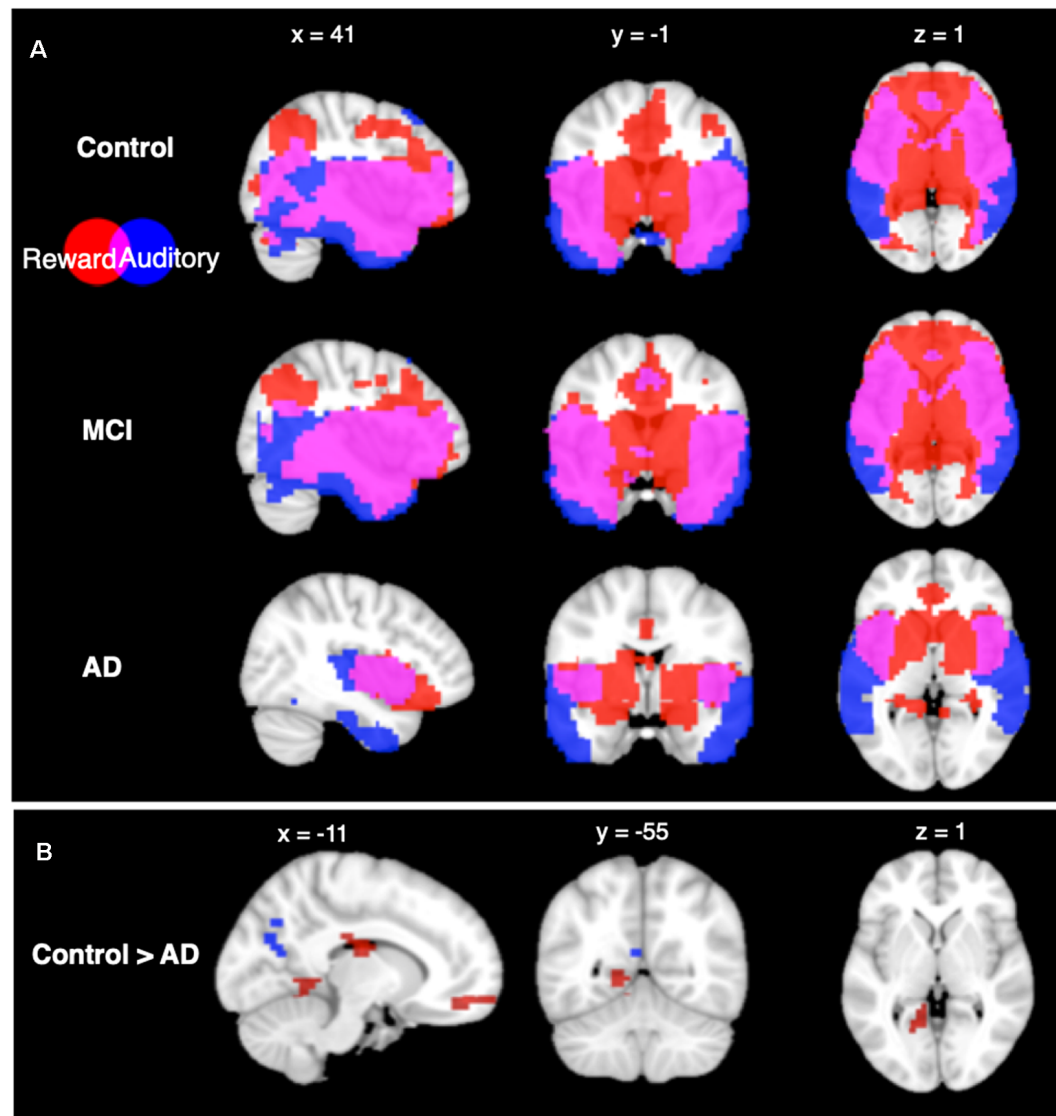 A
x = 41
y = -1
z = 1
Control
Reward Auditory
MCI
AD
B
x = -11
y = -55
z = 1
Control > AD